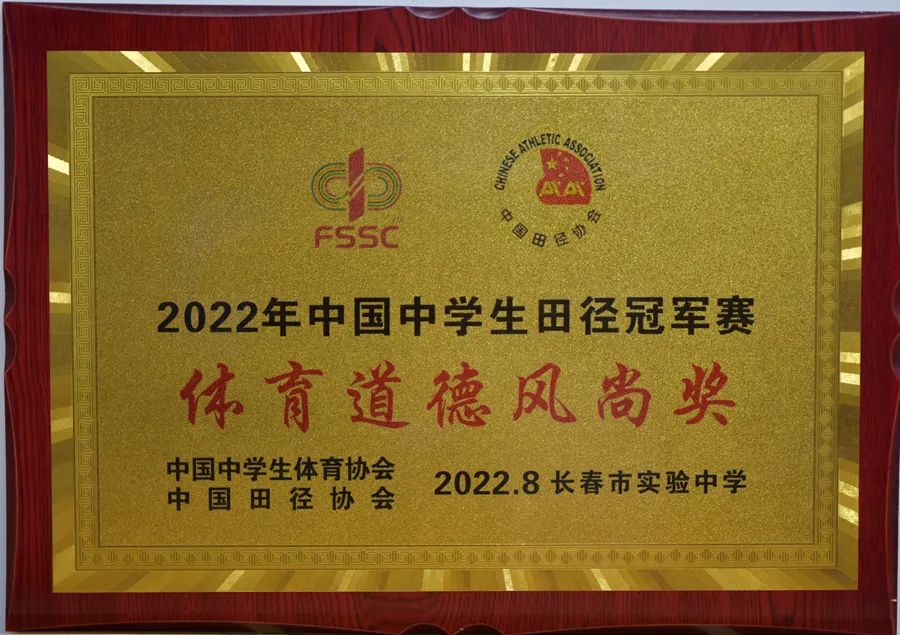 FSSC
CHINESE ATHLETIC ASSOCIATION
中国田径协会
2022年中国中学生田径冠军赛
体育道德风尚奖
中国中学生体育协会
中国田径协会
2022.8 长春市实验中学